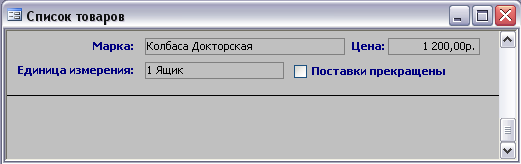 Список товаров
Марка: Колбаса Докторская Цена: 1 200,00р.
Единица измерения: 1 Ящик Поставки прекращены